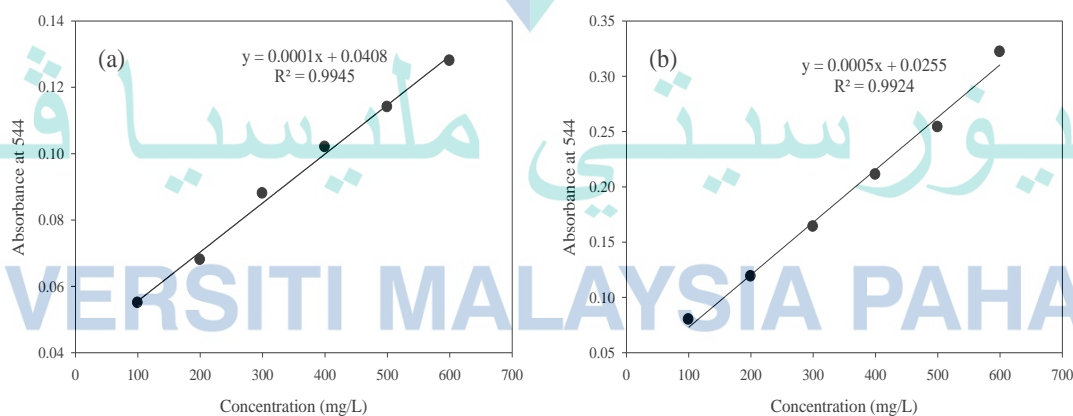 (a)
y = 0.0001x + 0.0408
R² = 0.9945
Absorbance at 544
0.14
0.12
0.10
0.08
0.06
0.04
0 100 200 300 400 500 600 700
Concentration (mg/L)
(b)
y = 0.0005x + 0.0255
R² = 0.9924
Absorbance at 544
0.35
0.30
0.25
0.20
0.15
0.10
0.05
0 100 200 300 400 500 600 700
Concentration (mg/L)
VERSITI MALAYSIA PAHA